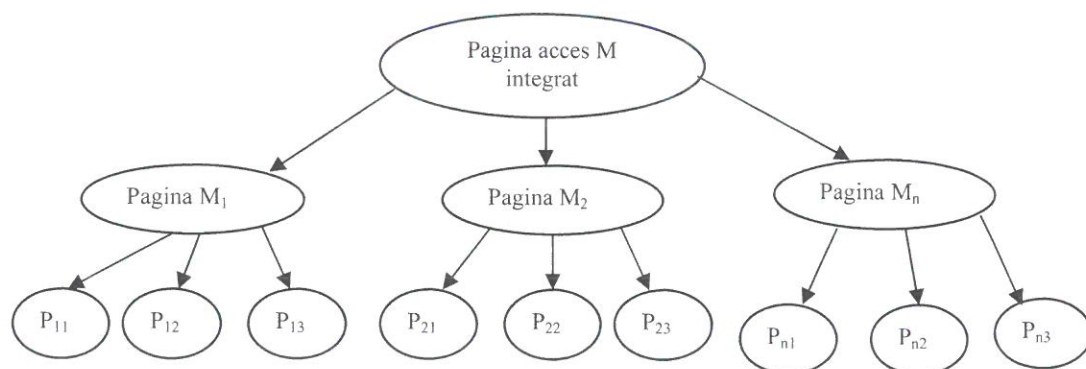 Pagina acces M
integrat
Pagina M₁
Pagina M₂
Pagina Mₙ
P₁₁
P₁₂
P₁₃
P₂₁
P₂₂
P₂₃
Pₙ₁
Pₙ₂
Pₙ₃